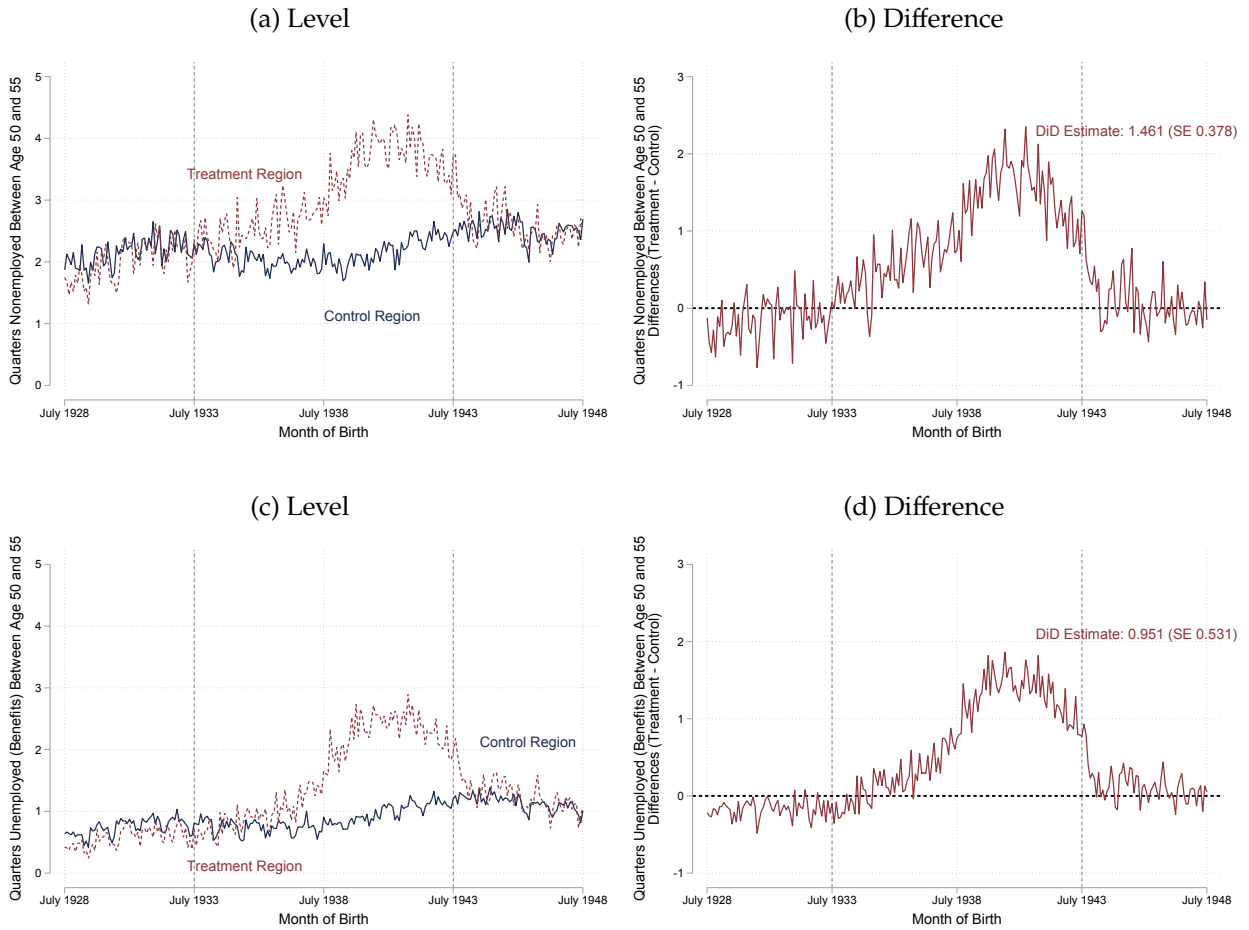 (a) Level
Quarters Nonemployed Between Age 50 and 55
5
4
3
2
1
0
Treatment Region
Control Region
July 1928
July 1933
July 1938
July 1943
July 1948
Month of Birth
(b) Difference
Quarters Nonemployed Between Age 50 and 55
Differences (Treatment - Control)
3
2
1
0
-1
DiD Estimate: 1.461 (SE 0.378)
July 1928
July 1933
July 1938
July 1943
July 1948
Month of Birth
(c) Level
Quarters Unemployed (Benefits) Between Age 50 and 55
5
4
3
2
1
0
Control Region
Treatment Region
July 1928
July 1933
July 1938
July 1943
July 1948
Month of Birth
(d) Difference
Quarters Unemployed (Benefits) Between Age 50 and 55
Differences (Treatment - Control)
3
2
1
0
-1
DiD Estimate: 0.951 (SE 0.531)
July 1928
July 1933
July 1938
July 1943
July 1948
Month of Birth